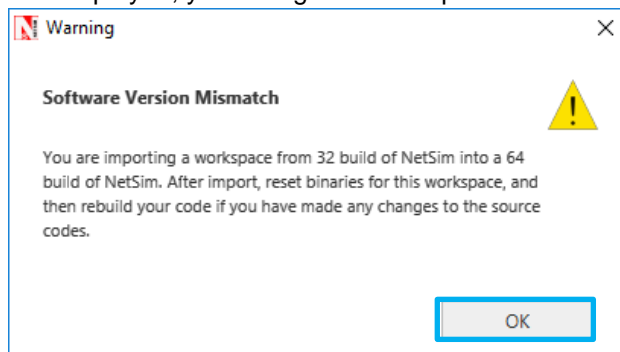 Warning
Software Version Mismatch
You are importing a workspace from 32 build of NetSim into a 64
build of NetSim. After import, reset binaries for this workspace, and
then rebuild your code if you have made any changes to the source
codes.
OK